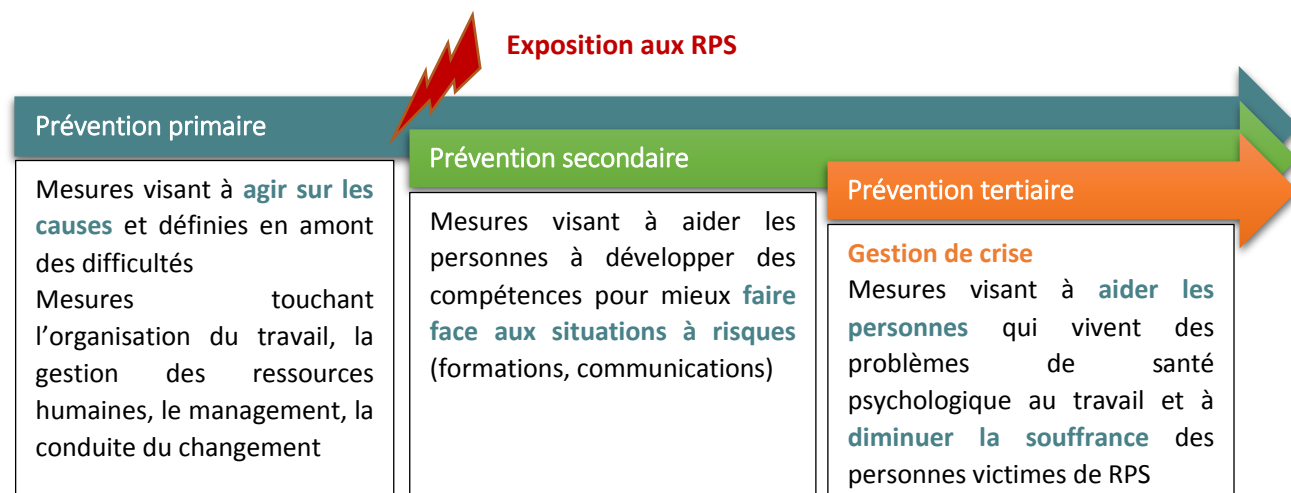 Exposition aux RPS
Prévention primaire
Mesures visant à agir sur les
causes et définies en amont
des difficultés
Mesures touchant
l’organisation du travail, la
gestion des ressources
humaines, le management, la
conduite du changement
Prévention secondaire
Mesures visant à aider les
personnes à développer des
compétences pour mieux faire
face aux situations à risques
(formations, communications)
Prévention tertiaire
Gestion de crise
Mesures visant à aider les
personnes qui vivent des
problèmes de santé
psychologique au travail et à
diminuer la souffrance des
personnes victimes de RPS